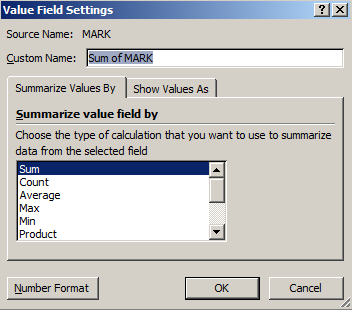 Value Field Settings
Source Name: MARK
Custom Name: Sum of MARK
Summarize Values By Show Values As
Summarize value field by
Choose the type of calculation that you want to use to summarize
data from the selected field
Sum
Count
Average
Max
Min
Product
Number Format OK Cancel